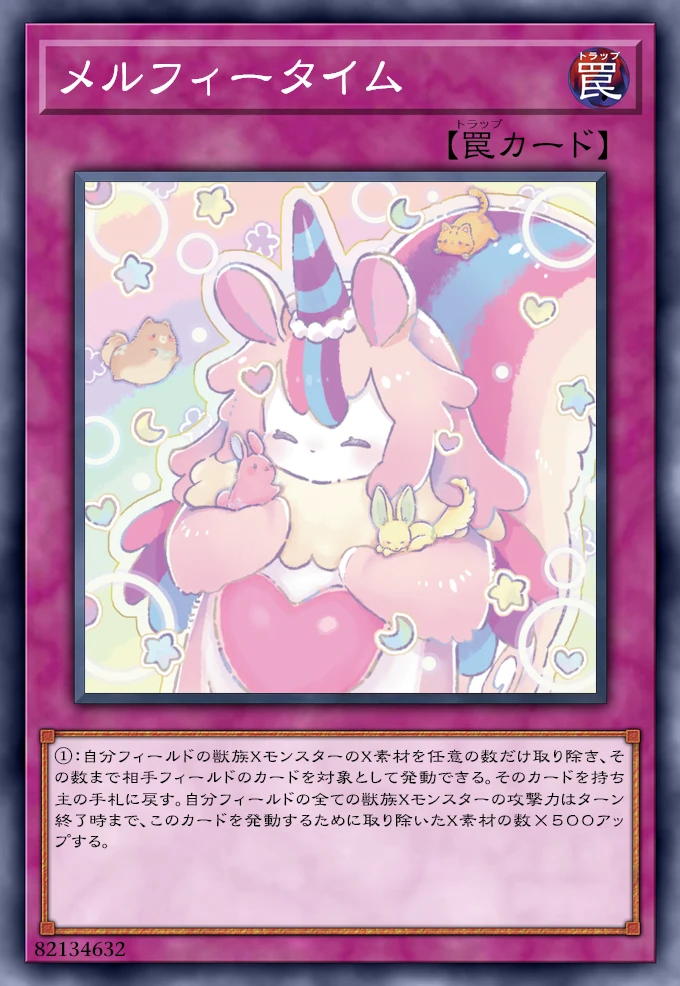 メルフィータイム
トラップ
罠
トラップ
【罠カード】
①:自分フィールドの獣族XモンスターのX素材を任意の数だけ取り除き、そ
の数まで相手フィールドのカードを対象として発動できる。そのカードを持ち
主の手札に戻す。自分フィールドの全ての獣族Xモンスターの攻撃力はターン
終了時まで、このカードを発動するために取り除いたX素材の数×500アッ
プする。
82134632